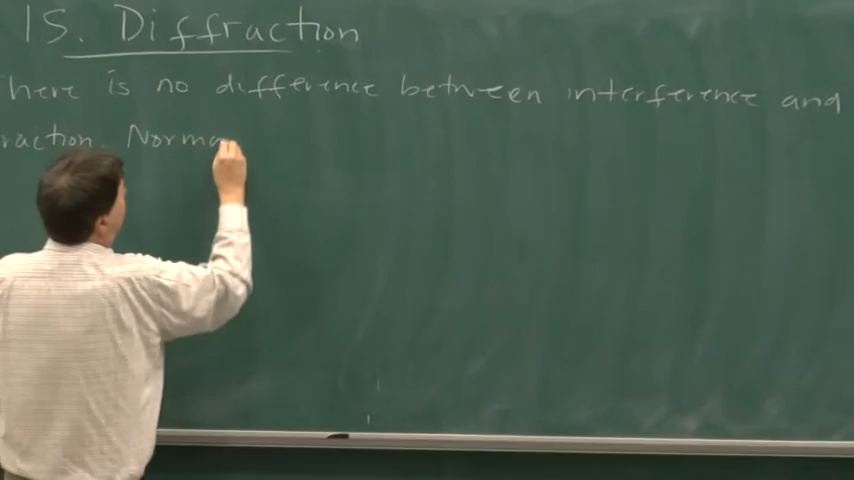 15. Diffraction
here is no difference between interference and
raction Norma